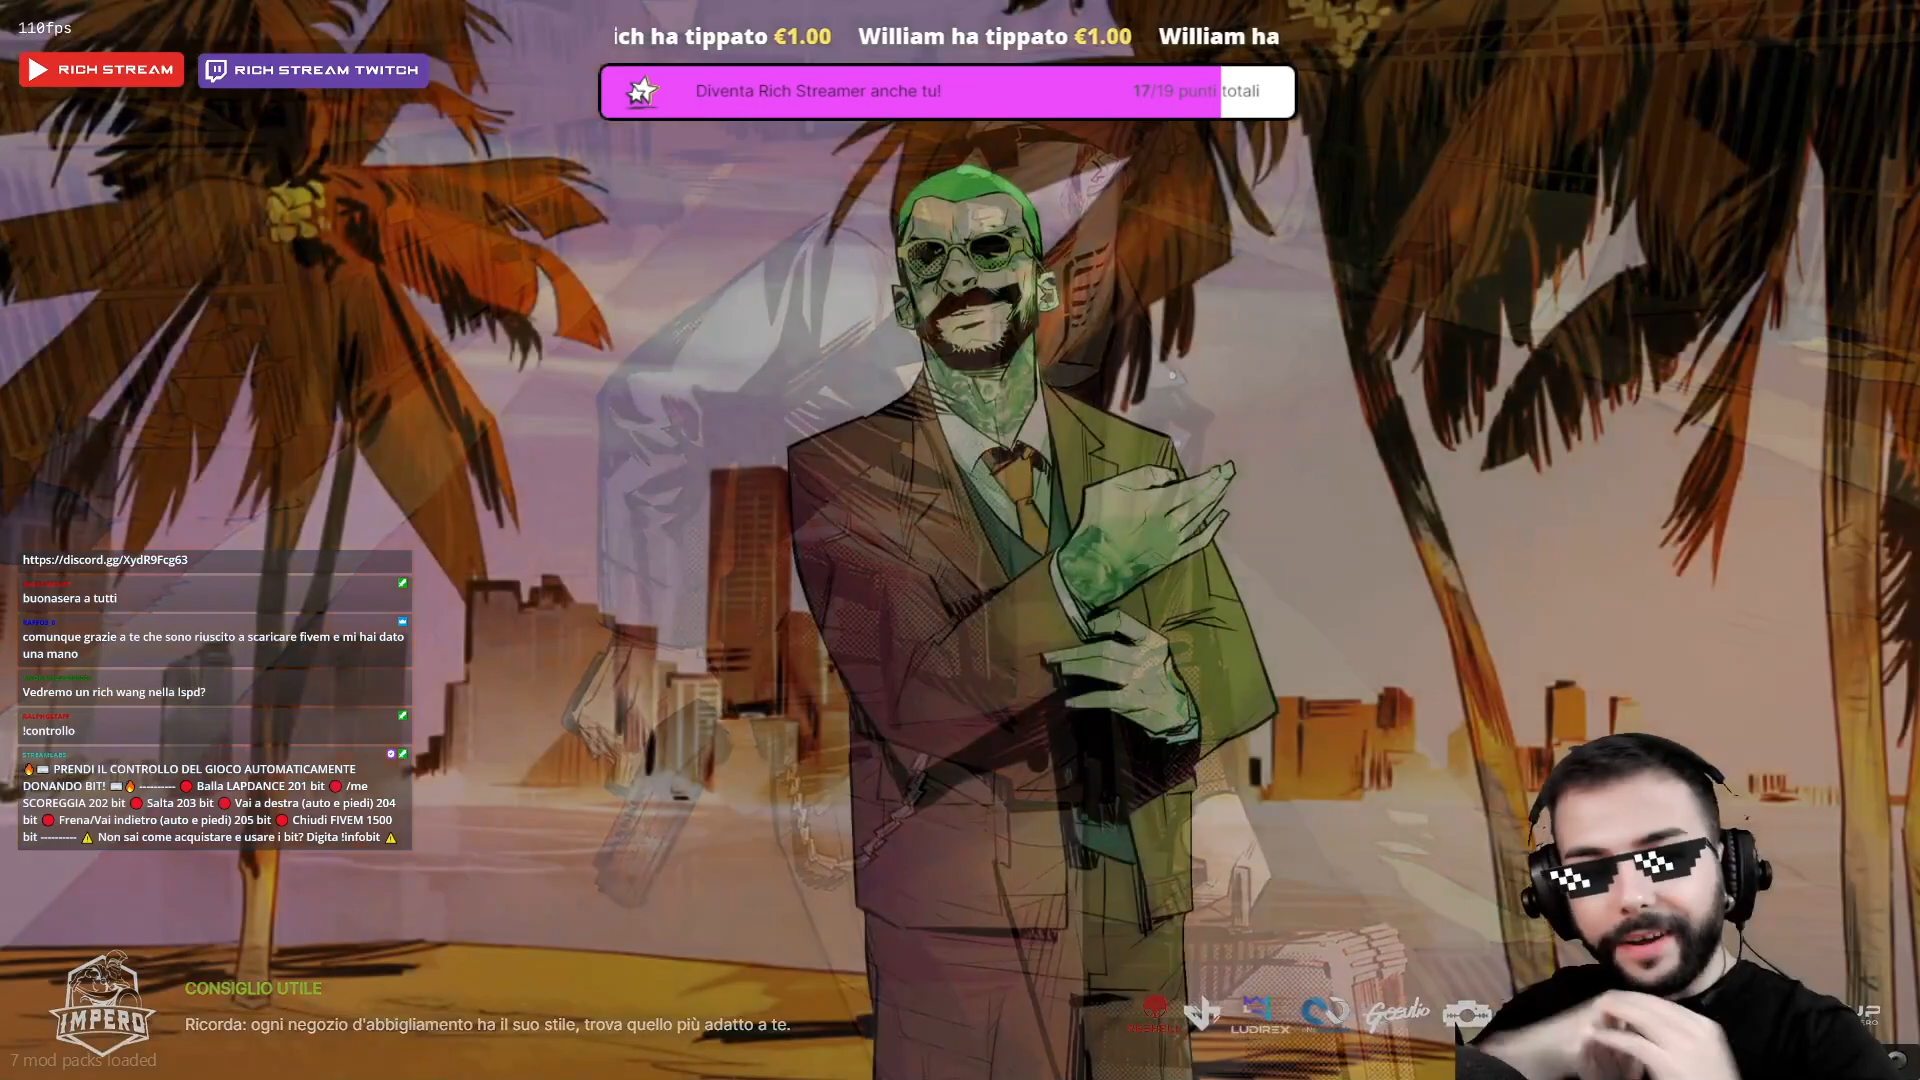 110fps
RICH STREAM
RICH STREAM TWITCH
ich ha tippato €1.00 William ha tippato €1.00 William ha
Diventa Rich Streamer anche tu!
17/19 punti totali
https://discord.gg/XydR9Fcg63
buonasera a tutti
comunque grazie a te che sono riuscito a scaricare fivem e mi hai dato
una mano
Vedremo un rich wang nella lspd?
!controllo
STREAMLABS
🔥⌨️ PRENDI IL CONTROLLO DEL GIOCO AUTOMATICAMENTE
DONANDO BIT! ⌨️🔥 ---------- 🔴 Balla LAPDANCE 201 bit 🔴 /me
SCOREGGIA 202 bit 🔴 Salta 203 bit 🔴 Vai a destra (auto e piedi) 204
bit 🔴 Frena/Vai indietro (auto e piedi) 205 bit 🔴 Chiudi FIVEM 1500
bit ---------- ⚠️ Non sai come acquistare e usare i bit? Digita !infobit ⚠️
IMPERO
CONSIGLIO UTILE
Ricorda: ogni negozio d'abbigliamento ha il suo stile, trova quello più adatto a te.
LUDIREX
7 mod packs loaded